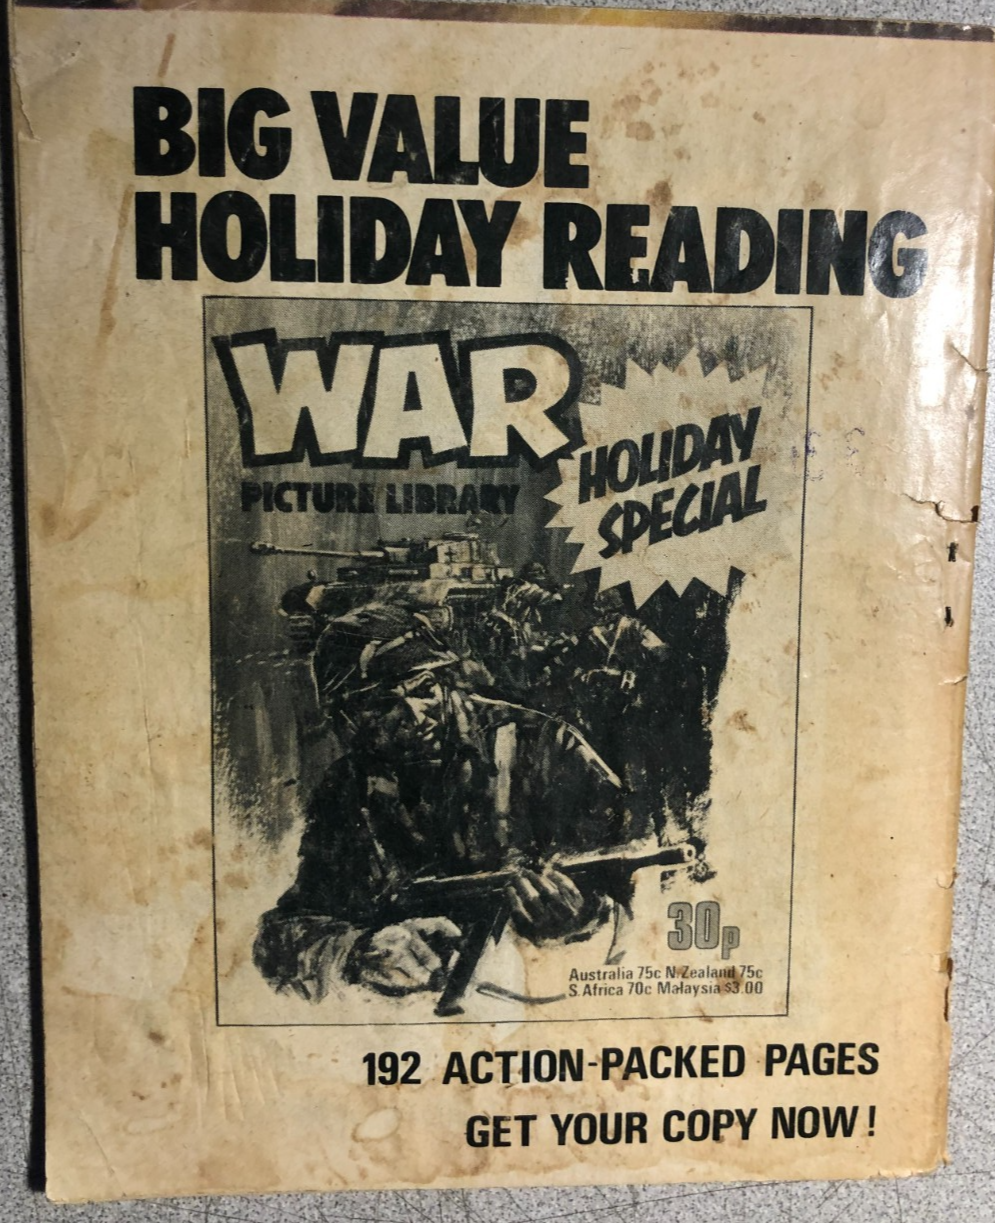 BIG VALUE
HOLIDAY READING
WAR
PICTURE LIBRARY
HOLIDAY
SPECIAL
30p
Australia 75c N.Zealand 75c
S.Africa 70c Malaysia $3.00
192 ACTION-PACKED PAGES
GET YOUR COPY NOW!